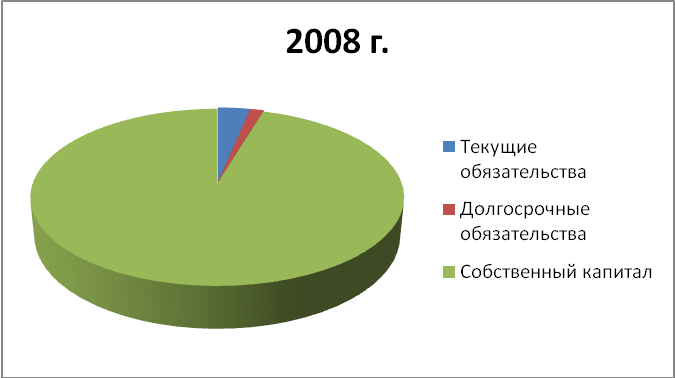 2008 г.
Текущие
обязательства
Долгосрочные
обязательства
Собственный капитал